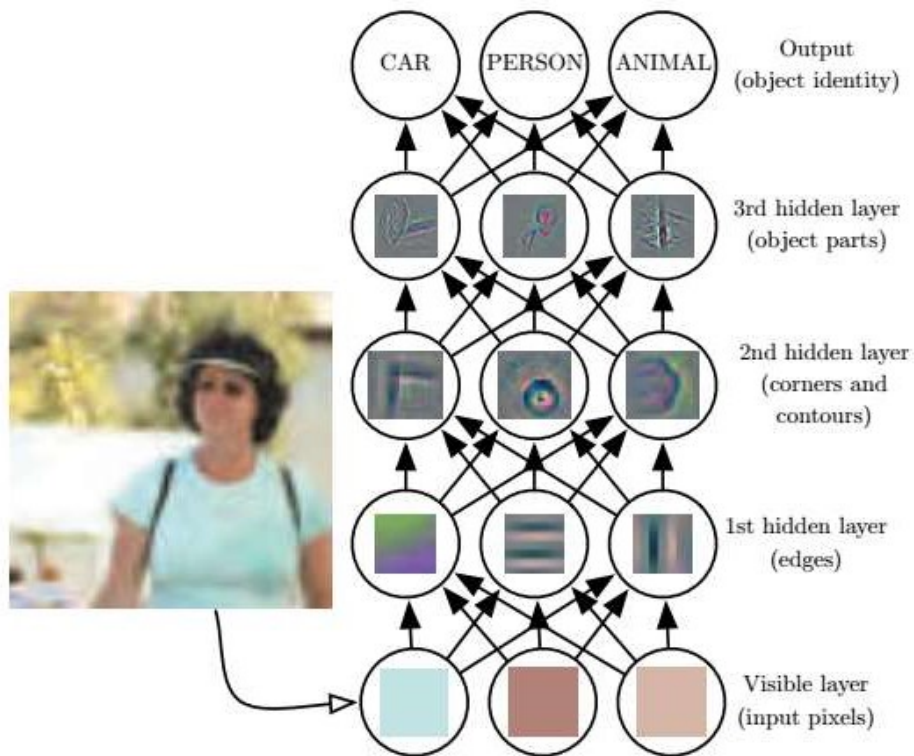 CAR
PERSON
ANIMAL
Output
(object identity)
3rd hidden layer
(object parts)
2nd hidden layer
(corners and
contours)
1st hidden layer
(edges)
Visible layer
(input pixels)